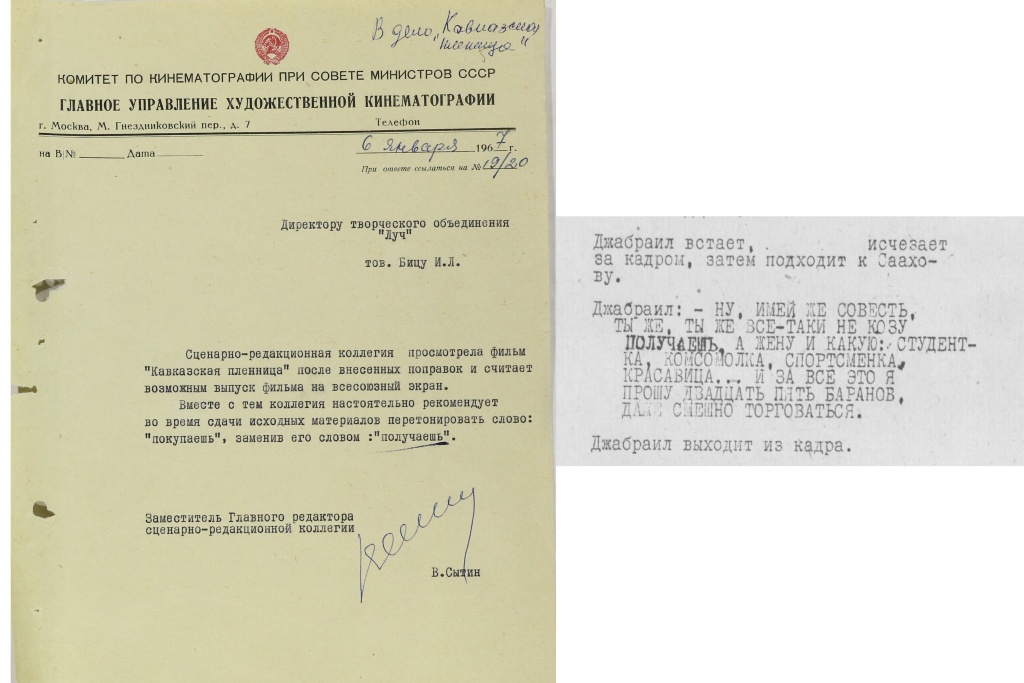 В дело "Кавказская
пленница"
КОМИТЕТ ПО КИНЕМАТОГРАФИИ ПРИ СОВЕТЕ МИНИСТРОВ СССР
ГЛАВНОЕ УПРАВЛЕНИЕ ХУДОЖЕСТВЕННОЙ КИНЕМАТОГРАФИИ
г. Москва, М. Гнездниковский пер., д. 7 Телефон
на В/№ Дата 6 января 1967 г.
При ответе ссылаться на № 19/20
Директору творческого объединения
"Луч"
тов. Бицу И.Л.
Сценарно-редакционная коллегия просмотрела фильм
"Кавказская пленница" после внесенных поправок и считает
возможным выпуск фильма на всесоюзный экран.
Вместе с тем коллегия настоятельно рекомендует
во время сдачи исходных материалов перетонировать слово:
"покупаешь", заменив его словом :"получаешь".
Заместитель Главного редактора
сценарно-редакционной коллегии
В.Сытин
Джабраил встает, исчезает
за кадром, затем подходит к Саахо-
ву.
Джабраил: - НУ, ИМЕЙ ЖЕ СОВЕСТЬ,
ТЫ ЖЕ, ТЫ ЖЕ ВСЕ-ТАКИ НЕ КОЗУ
ПОЛУЧАЕШЬ, А ЖЕНУ И КАКУЮ: СТУДЕНТ-
КА, КОМСОМОЛКА, СПОРТСМЕНКА,
КРАСАВИЦА... И ЗА ВСЕ ЭТО Я
ПРОШУ ДВАДЦАТЬ ПЯТЬ БАРАНОВ,
ДАЖЕ СМЕШНО ТОРГОВАТЬСЯ.
Джабраил выходит из кадра.